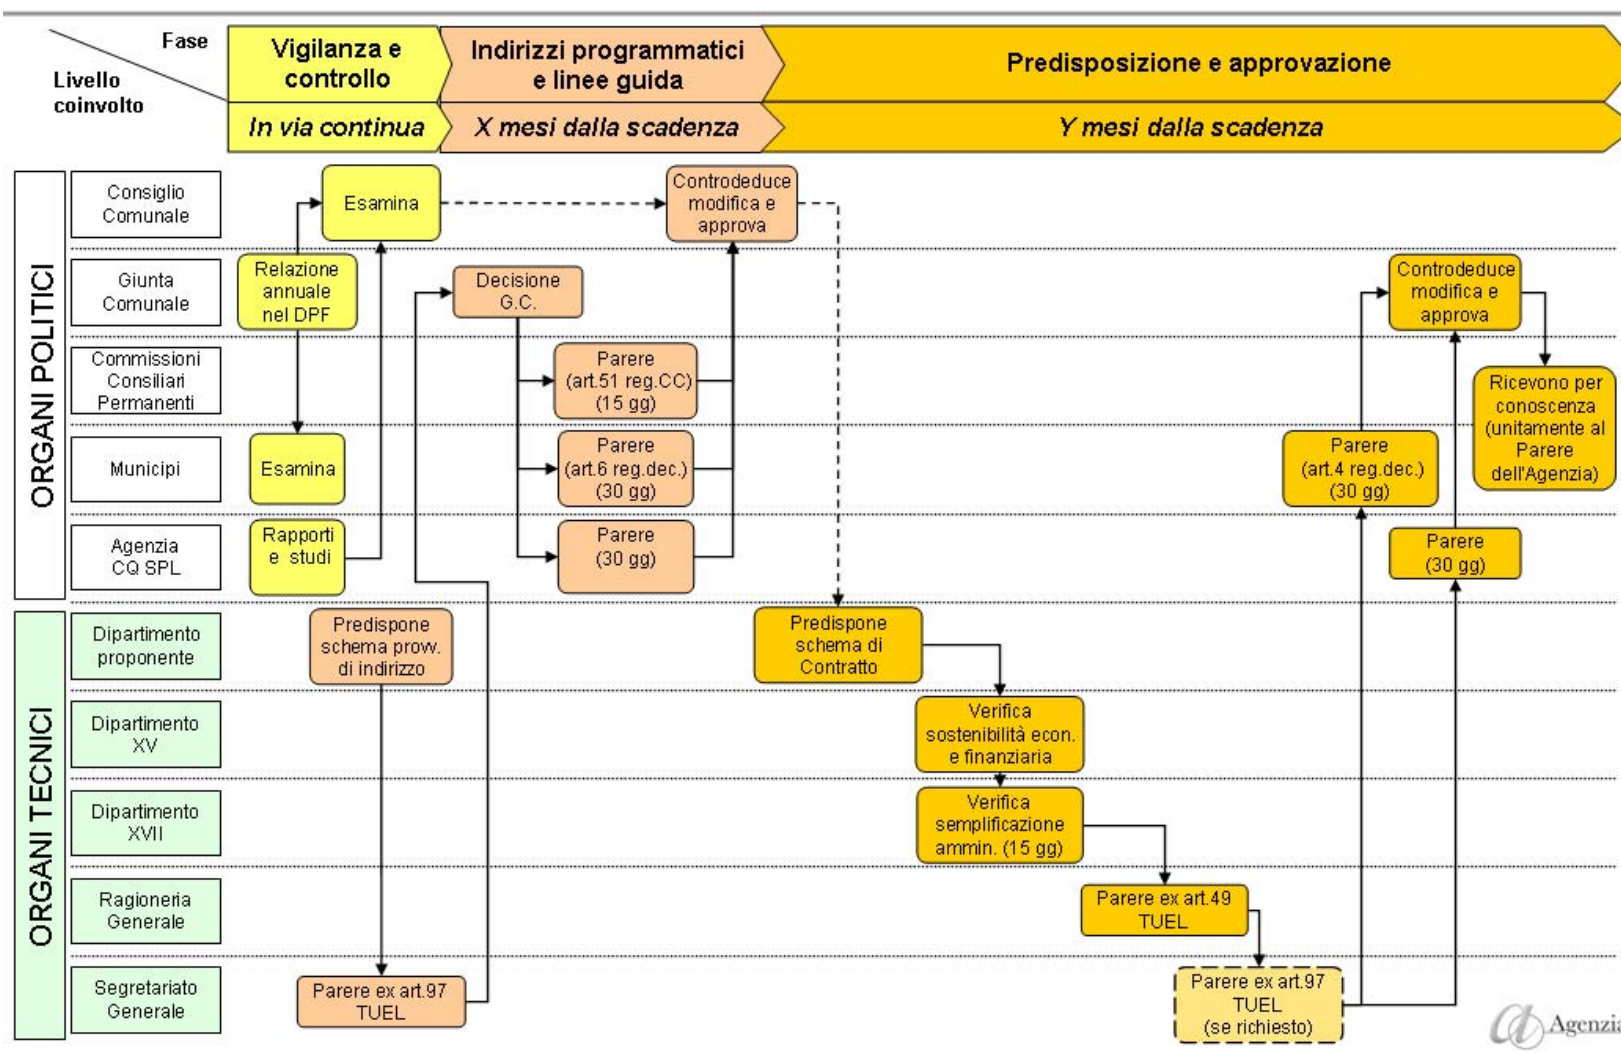 Fase
Livello
coinvolto
Vigilanza e
controllo
Indirizzi programmatici
e linee guida
Predisposizione e approvazione
In via continua
X mesi dalla scadenza
Y mesi dalla scadenza
ORGANI POLITICI
Consiglio
Comunale
Esamina
Controdeduce
modifica e
approva
Giunta
Comunale
Relazione
annuale
nel DPF
Decisione
G.C.
Controdeduce
modifica e
approva
Commissioni
Consiliari
Permanenti
Parere
(art.51 reg.CC)
(15 gg)
Ricevono per
conoscenza
(unitamente al
Parere
dell'Agenzia)
Municipi
Esamina
Parere
(art.6 reg.dec.)
(30 gg)
Parere
(art.4 reg.dec.)
(30 gg)
Agenzia
CQ SPL
Rapporti
e studi
Parere
(30 gg)
Parere
(30 gg)
ORGANI TECNICI
Dipartimento
proponente
Predispone
schema provv.
di indirizzo
Predispone
schema di
Contratto
Dipartimento
XV
Verifica
sostenibilità econ.
e finanziaria
Dipartimento
XVII
Verifica
semplificazione
ammin. (15 gg)
Ragioneria
Generale
Parere ex art.49
TUEL
Segretariato
Generale
Parere ex art.97
TUEL
Parere ex art.97
TUEL
(se richiesto)
Agenzia